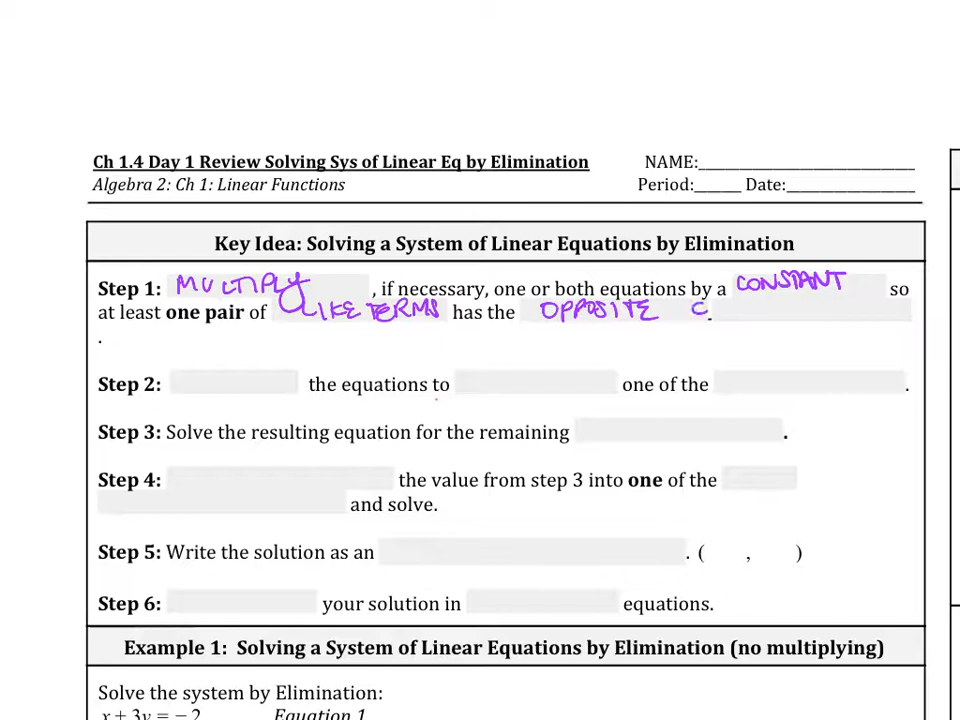 Ch 1.4 Day 1 Review Solving Sys of Linear Eq by Elimination NAME:
Algebra 2: Ch 1: Linear Functions Period: Date:
Key Idea: Solving a System of Linear Equations by Elimination
Step 1: MULTIPLY , if necessary, one or both equations by a CONSTANT so
at least one pair of LIKE TERMS has the OPPOSITE C
.
Step 2: the equations to one of the .
Step 3: Solve the resulting equation for the remaining .
Step 4: the value from step 3 into one of the
and solve.
Step 5: Write the solution as an . ( , )
Step 6: your solution in equations.
Example 1: Solving a System of Linear Equations by Elimination (no multiplying)
Solve the system by Elimination:
x + 3y = −2 Equation 1